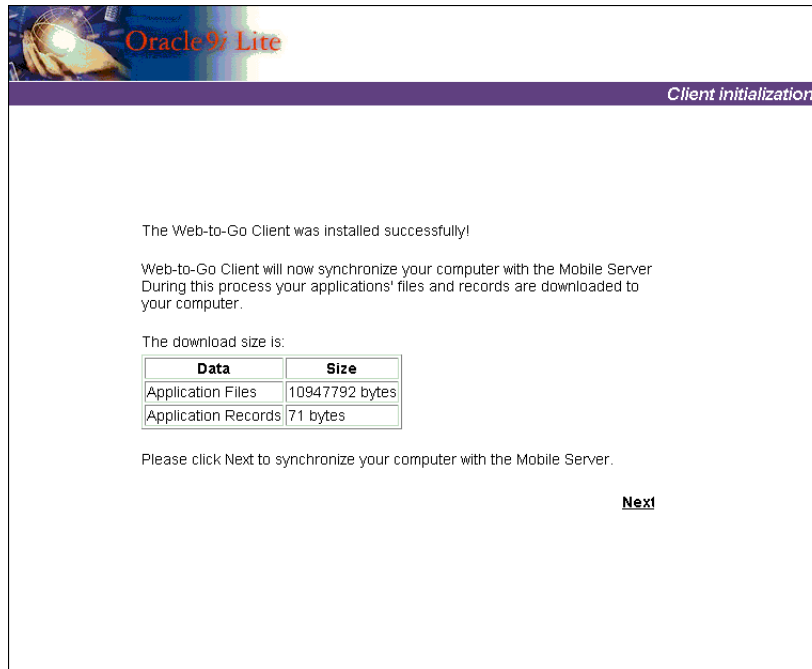 Oracle9i Lite
Client initialization
The Web-to-Go Client was installed successfully!
Web-to-Go Client will now synchronize your computer with the Mobile Server
During this process your applications' files and records are downloaded to
your computer.
The download size is:
Data Size
Application Files 10947792 bytes
Application Records 71 bytes
Please click Next to synchronize your computer with the Mobile Server.
Next